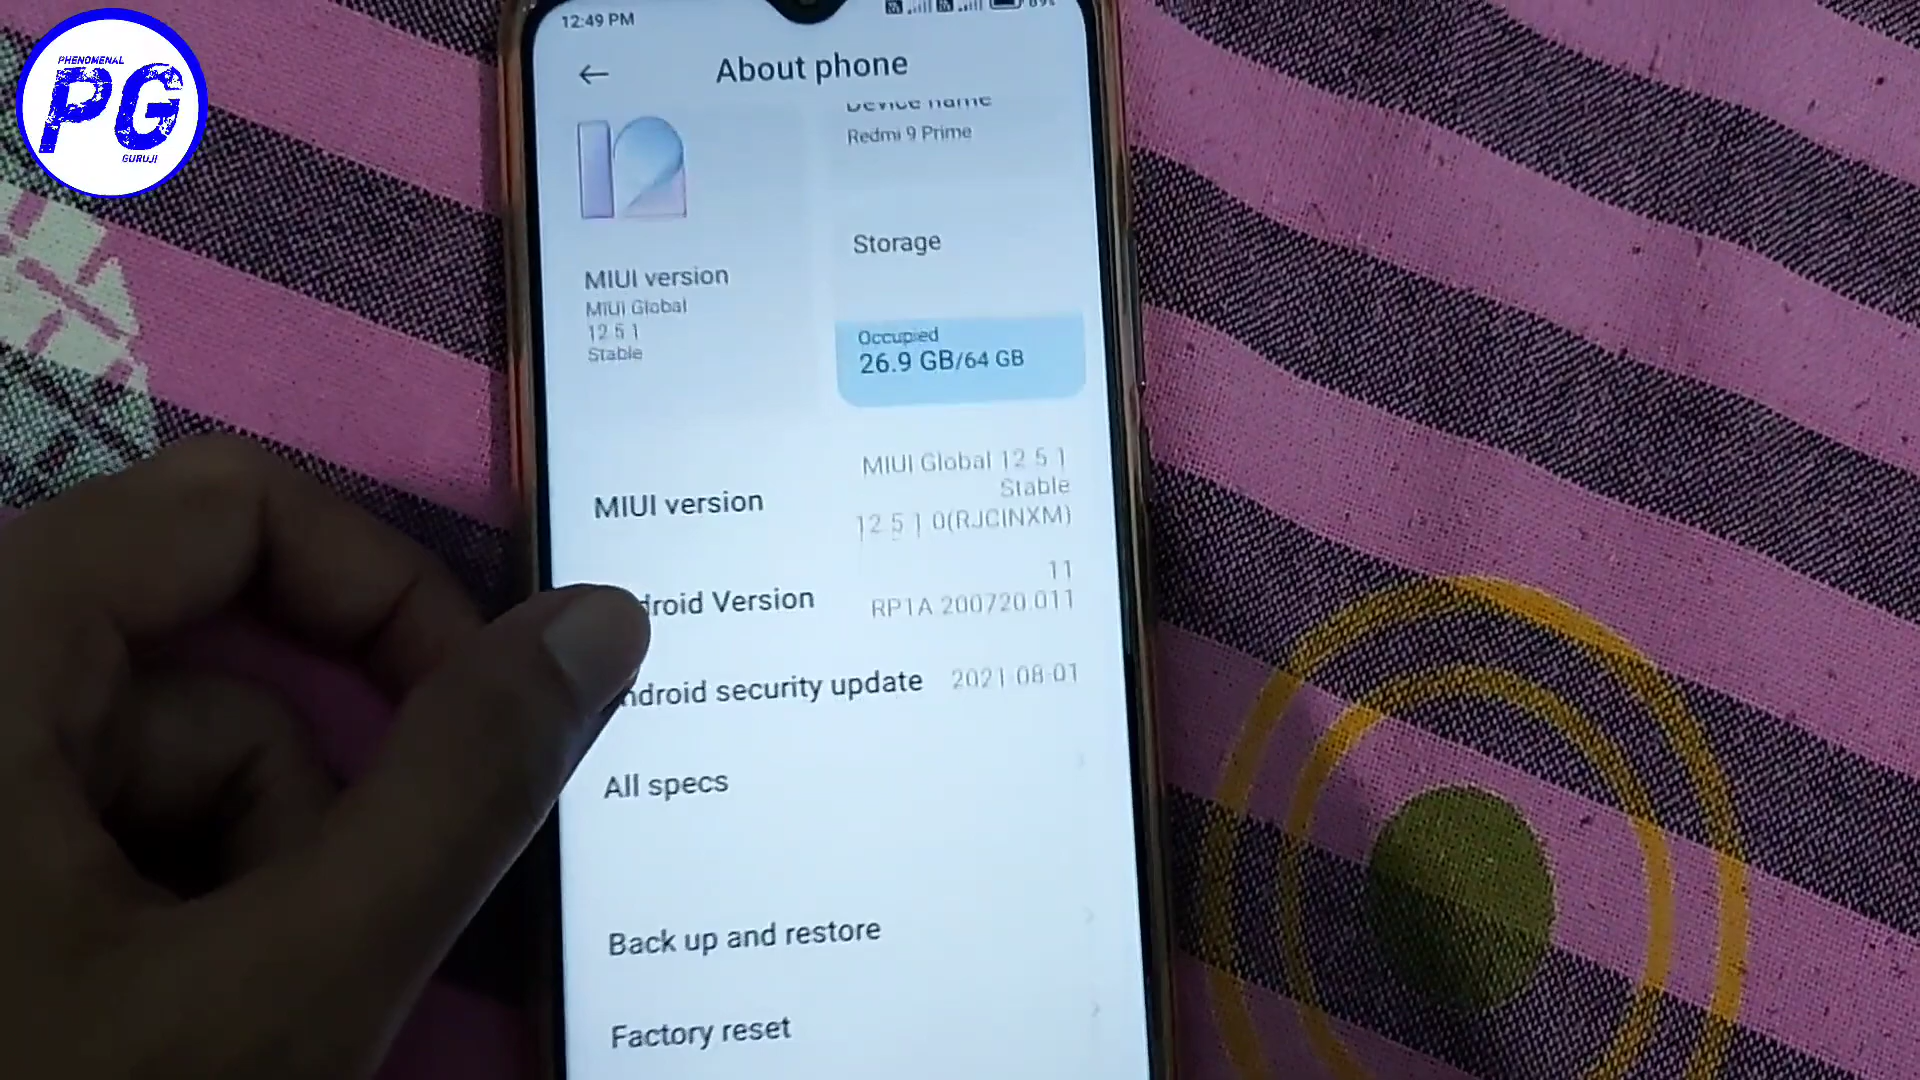 PHENOMENAL
PG
GURUJI
12:49 PM
About phone
Device name
Redmi 9 Prime
12
Storage
MIUI version
MIUI Global
12 5 1
Stable
Occupied
26.9 GB/64 GB
MIUI version
MIUI Global 12 5 1
Stable
12 5 1 0(RJCINXM)
droid Version
11
RP1A 200720 011
ndroid security update
2021 08-01
All specs
Back up and restore
Factory reset